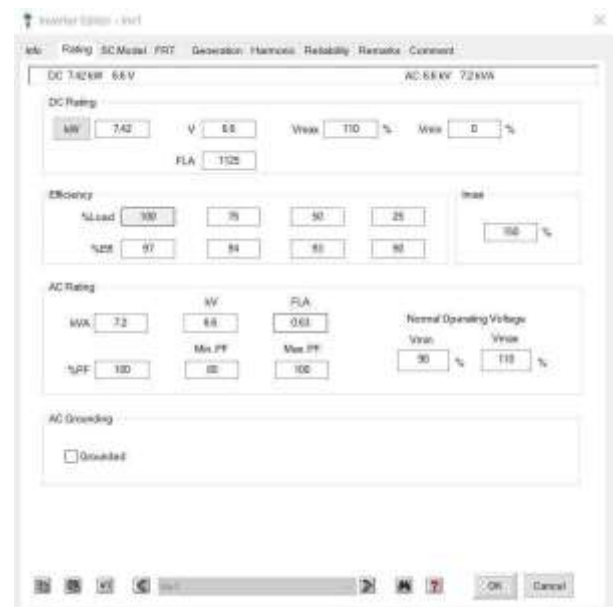 Inverter Editor - Inv1
Info Rating SC Model FRT Generation Harmonic Reliability Remarks Comment
DC 7.42 kW 6.6 V AC 6.6 kV 7.2 kVA
DC Rating
kW 7.42 V 6.6 Vmax 110 % Vmin 0 %
FLA 1125
Efficiency
Imax
%Load 100 75 50 25
150 %
%Eff 97 94 93 90
AC Rating
kV FLA
kVA 7.2 6.6 0.63 Normal Operating Voltage
Min. PF Max. PF Vmin Vmax
%PF 100 80 100 90 % 110 %
AC Grounding
Grounded
Inv1
OK Cancel